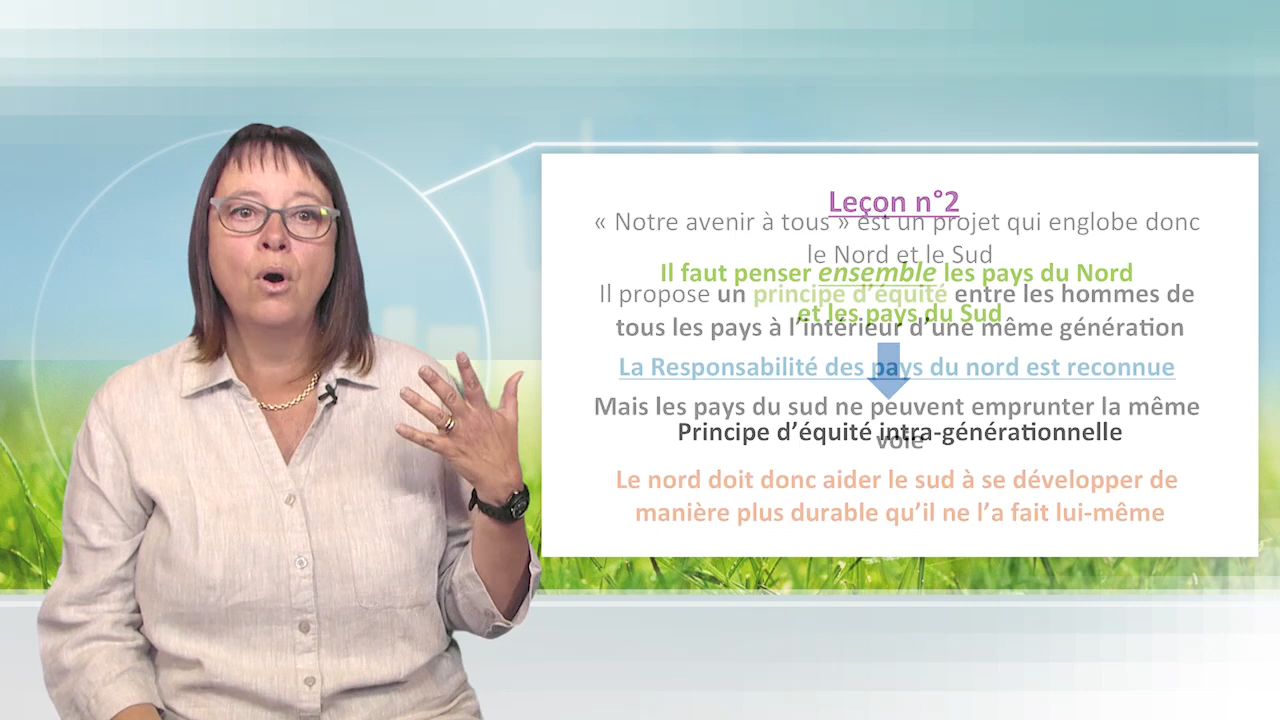 Leçon n°2
« Notre avenir à tous » est un projet qui englobe donc
le Nord et le Sud
Il faut penser ensemble les pays du Nord
Il propose un principe d’équité entre les hommes de
et les pays du Sud
tous les pays à l’intérieur d’une même génération
La Responsabilité des pays du nord est reconnue
Mais les pays du sud ne peuvent emprunter la même
Principe d’équité intra-générationnelle
voie
Le nord doit donc aider le sud à se développer de
manière plus durable qu’il ne l’a fait lui-même